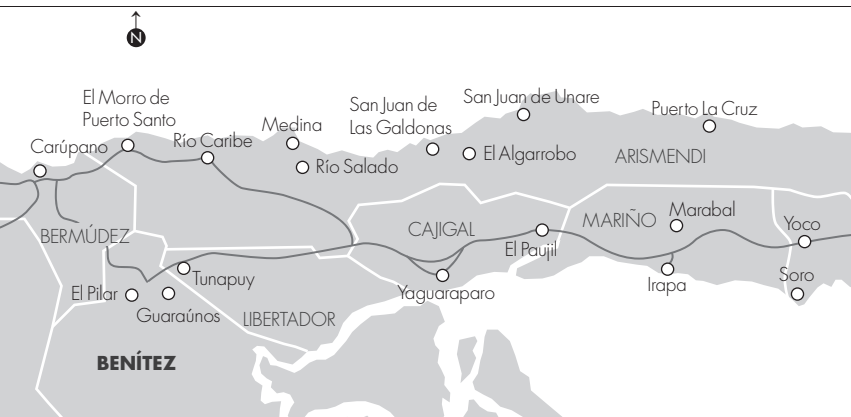 N
El Morro de
Puerto Santo
Carúpano
Río Caribe
Medina
Río Salado
San Juan de
Las Galdonas
San Juan de Unare
El Algarrobo
Puerto La Cruz
ARISMENDI
BERMÚDEZ
CAJIGAL
MARIÑO
Marabal
Yoco
El Paujil
Tunapuy
El Pilar
Guaraúnos
Yaguaraparo
Irapa
Soro
LIBERTADOR
BENÍTEZ